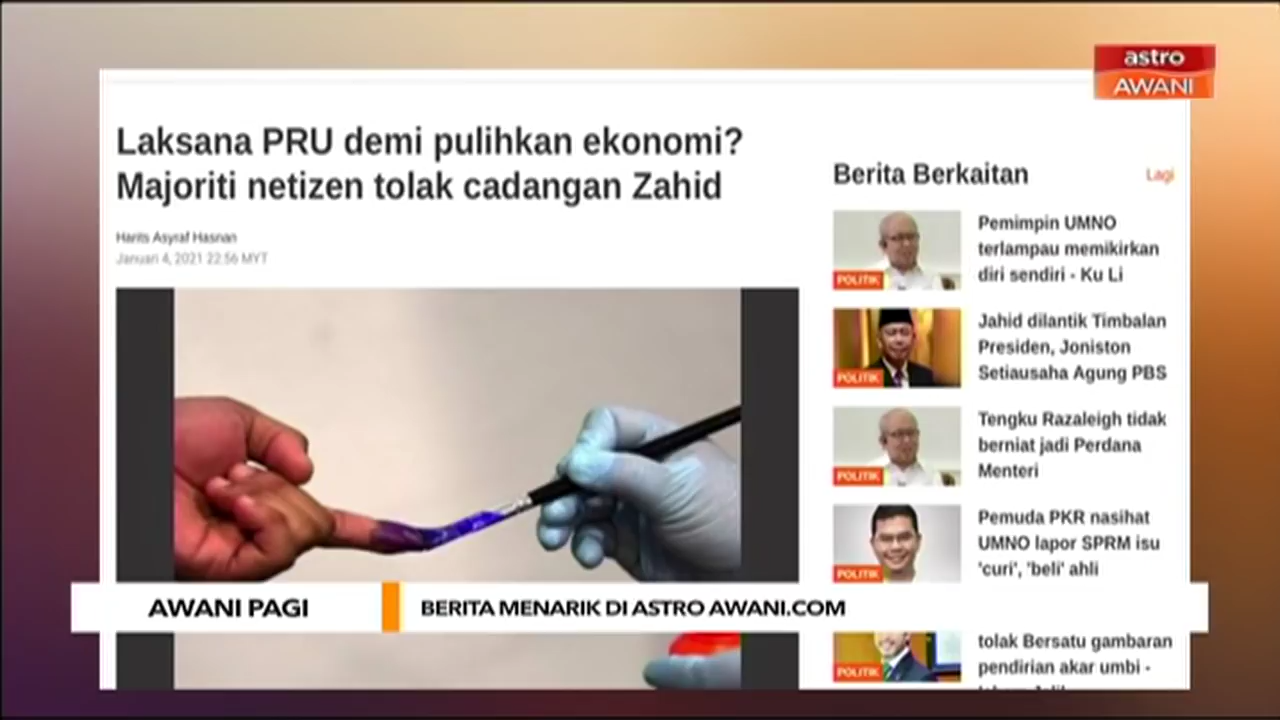 astro
AWANI
Laksana PRU demi pulihkan ekonomi?
Majoriti netizen tolak cadangan Zahid
Harits Asyraf Hasnan
Januari 4, 2021 22:56 MYT
Berita Berkaitan
Lagi
POLITIK
Pemimpin UMNO
terlampau memikirkan
diri sendiri - Ku Li
POLITIK
Jahid dilantik Timbalan
Presiden, Joniston
Setiausaha Agung PBS
POLITIK
Tengku Razaleigh tidak
berniat jadi Perdana
Menteri
POLITIK
Pemuda PKR nasihat
UMNO lapor SPRM isu
'curi', 'beli' ahli
POLITIK
tolak Bersatu gambaran
pendirian akar umbi -
AWANI PAGI
BERITA MENARIK DI ASTRO AWANI.COM